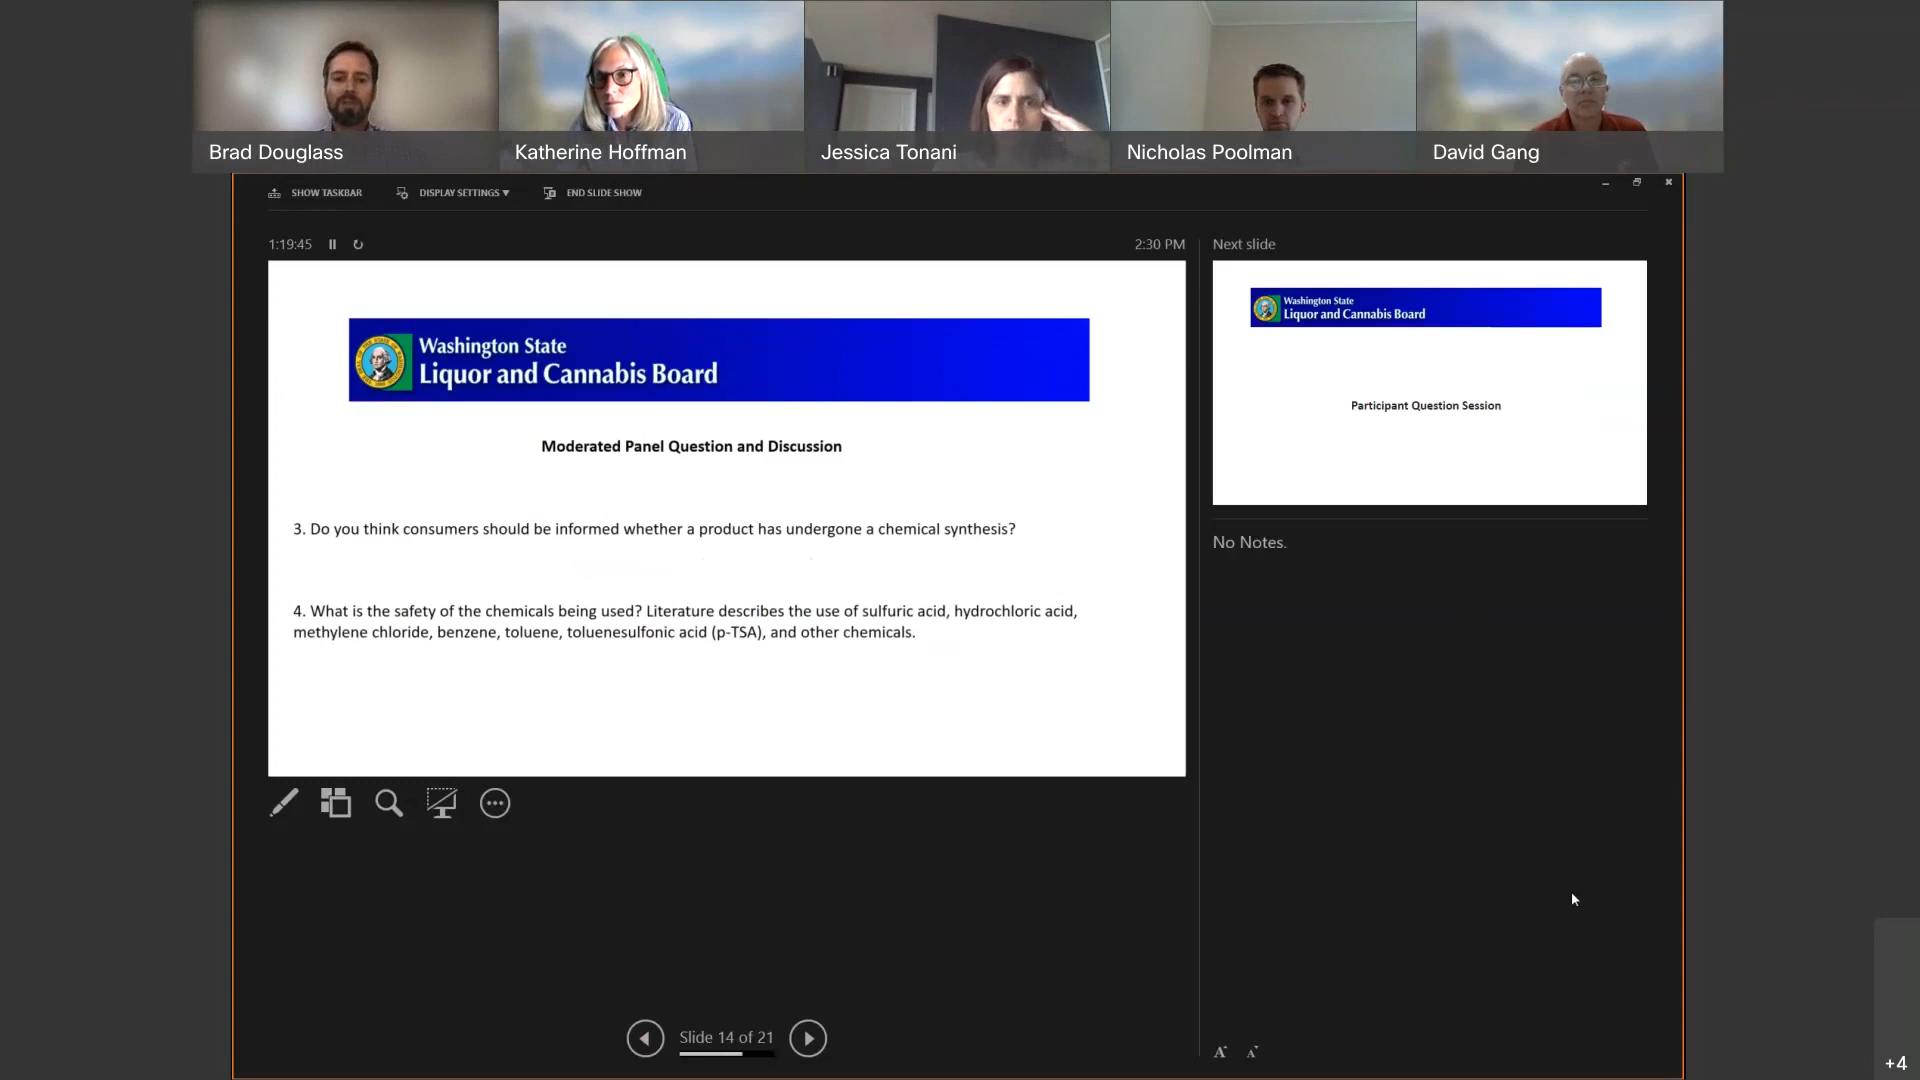 Brad Douglass
Katherine Hoffman
Jessica Tonani
Nicholas Poolman
David Gang
SHOW TASKBAR
DISPLAY SETTINGS
END SLIDE SHOW
1:19:45
2:30 PM
Washington State
Liquor and Cannabis Board
Moderated Panel Question and Discussion
3. Do you think consumers should be informed whether a product has undergone a chemical synthesis?
4. What is the safety of the chemicals being used? Literature describes the use of sulfuric acid, hydrochloric acid,
methylene chloride, benzene, toluene, toluenesulfonic acid (p-TSA), and other chemicals.
Slide 14 of 21
Next slide
Washington State
Liquor and Cannabis Board
Participant Question Session
No Notes.
A A
+4